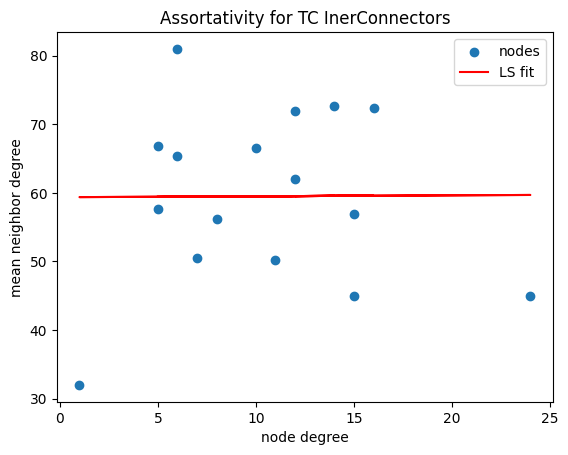 Assortativity for TC InerConnectors
nodes
LS fit
mean neighbor degree
80
70
60
50
40
30
0 5 10 15 20 25
node degree